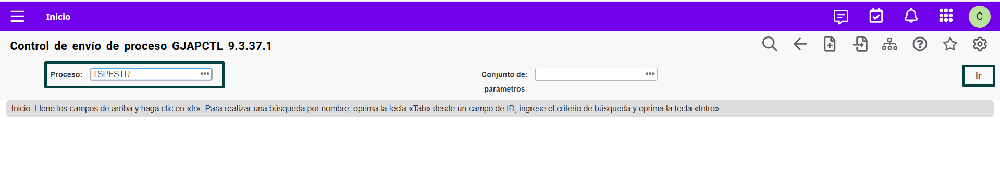 Inicio
C
Control de envío de proceso GJAPCTL 9.3.37.1
Proceso: TSPESTU •••
Conjunto de: •••
parámetros
Ir
Inicio: Llene los campos de arriba y haga clic en «Ir». Para realizar una búsqueda por nombre, oprima la tecla «Tab» desde un campo de ID, ingrese el criterio de búsqueda y oprima la tecla «Intro».